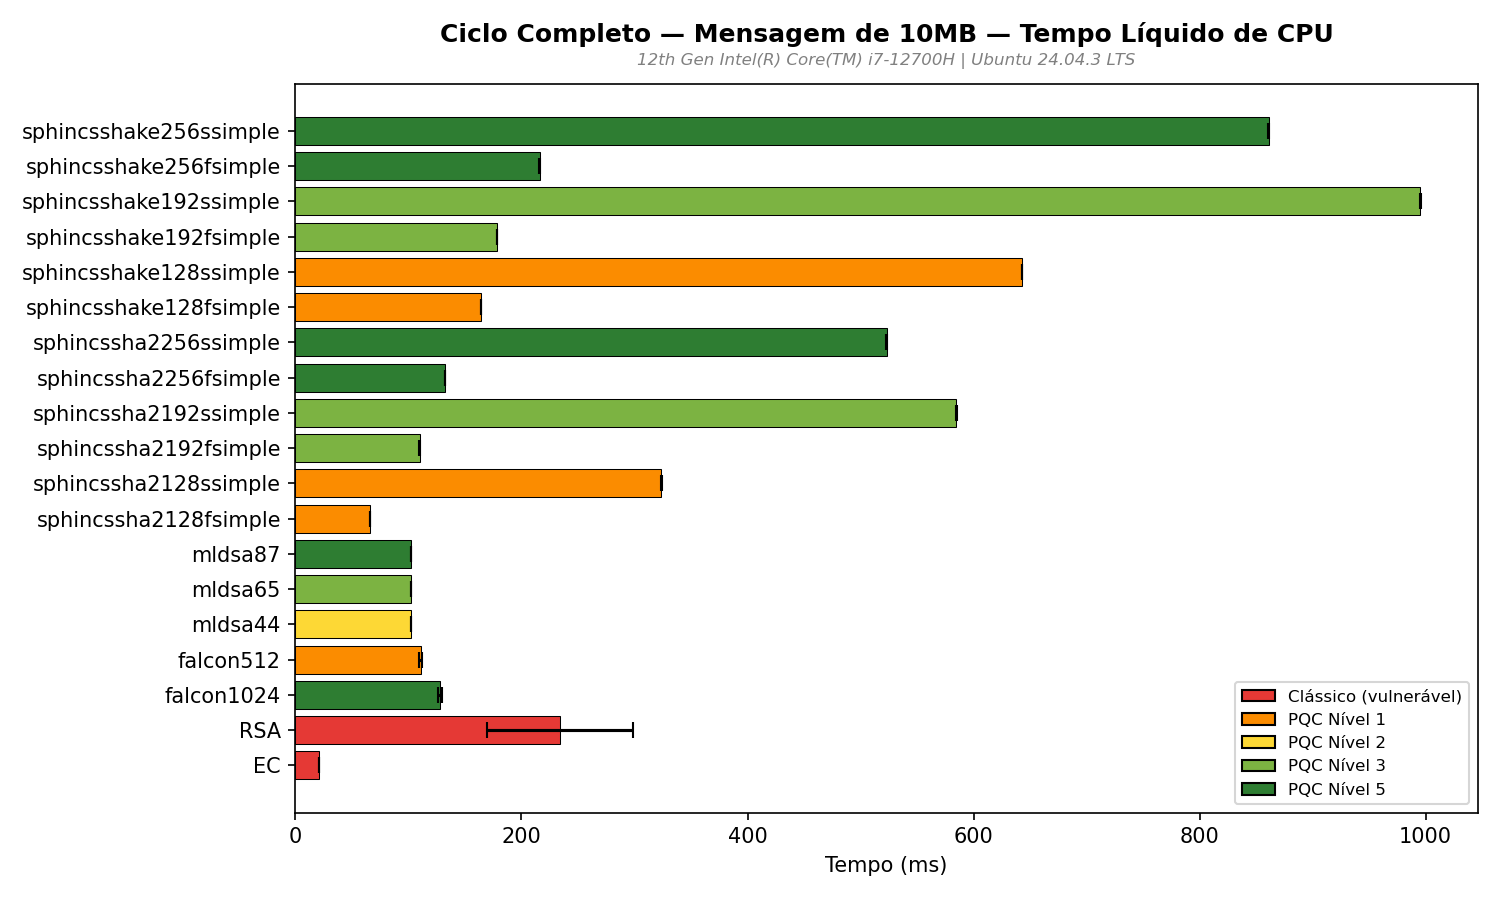 Ciclo Completo — Mensagem de 10MB — Tempo Líquido de CPU
12th Gen Intel(R) Core(TM) i7-12700H | Ubuntu 24.04.3 LTS
sphincsshake256ssimple
sphincsshake256fsimple
sphincsshake192ssimple
sphincsshake192fsimple
sphincsshake128ssimple
sphincsshake128fsimple
sphincssha2256ssimple
sphincssha2256fsimple
sphincssha2192ssimple
sphincssha2192fsimple
sphincssha2128ssimple
sphincssha2128fsimple
mldsa87
mldsa65
mldsa44
falcon512
falcon1024
RSA
EC
Clássico (vulnerável)
PQC Nível 1
PQC Nível 2
PQC Nível 3
PQC Nível 5
0 200 400 600 800 1000
Tempo (ms)